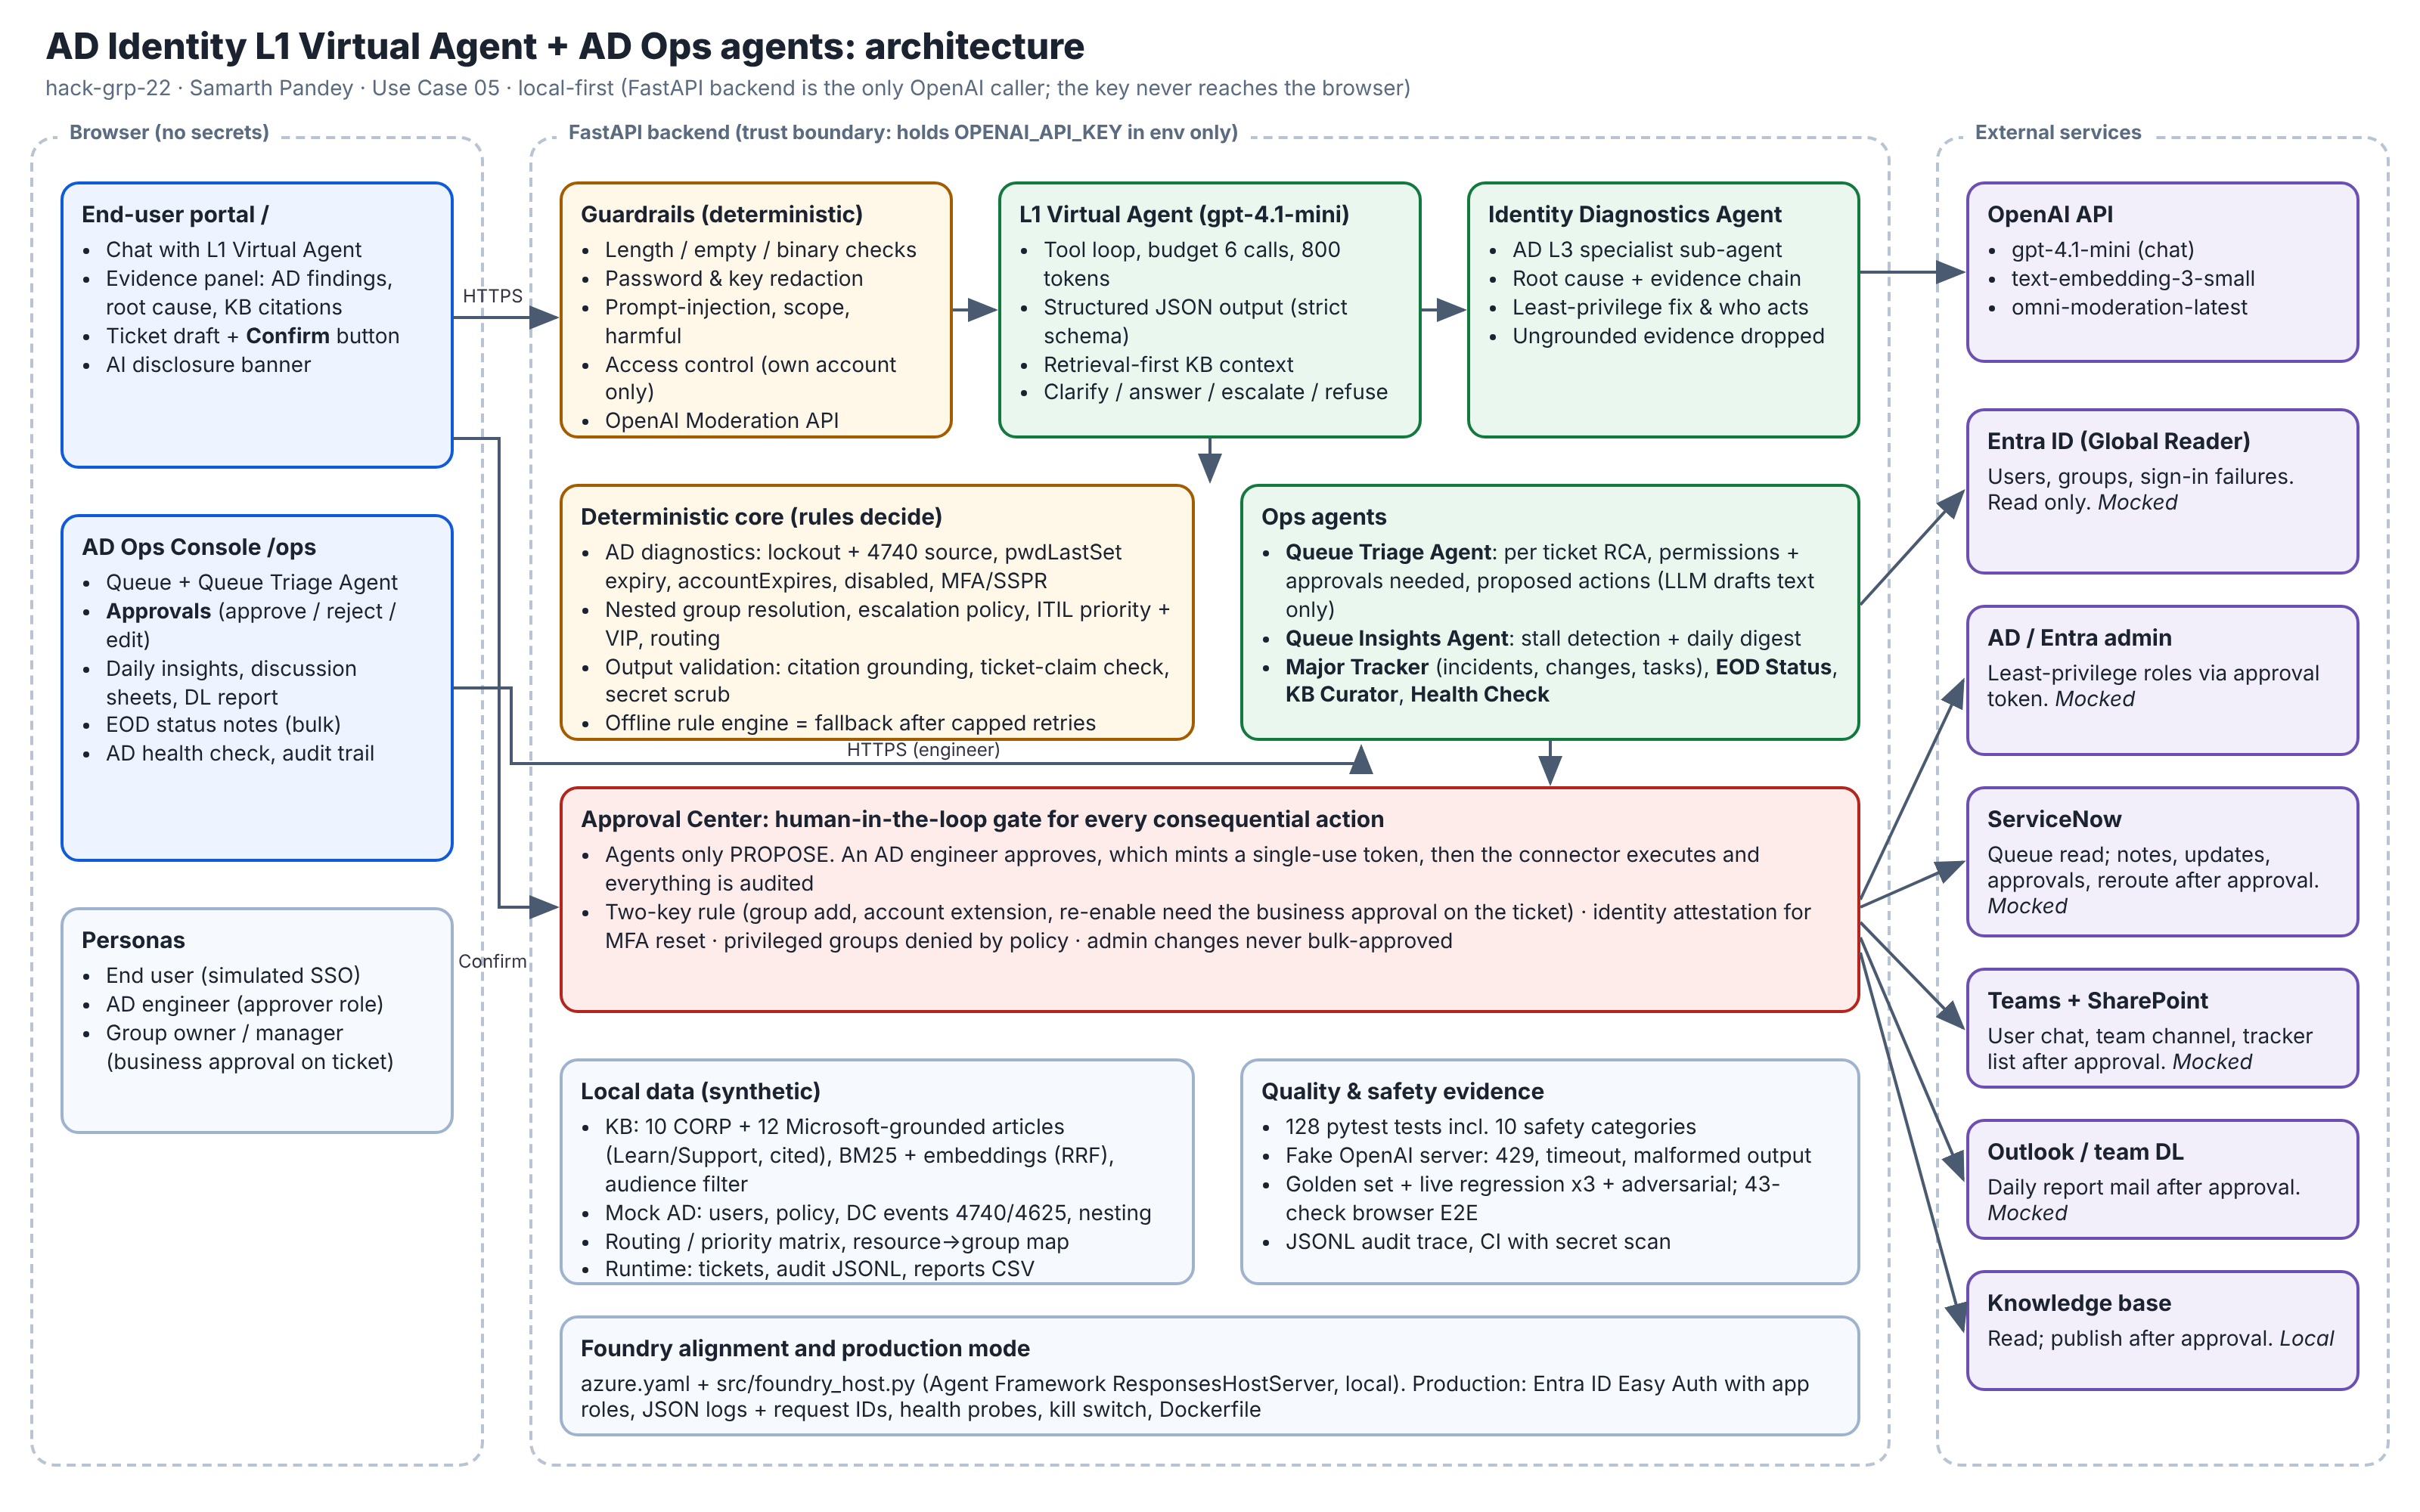 AD Identity L1 Virtual Agent + AD Ops agents: architecture
hack-grp-22 · Samarth Pandey · Use Case 05 · local-first (FastAPI backend is the only OpenAI caller; the key never reaches the browser)
Browser (no secrets)
End-user portal /
• Chat with L1 Virtual Agent
• Evidence panel: AD findings,
root cause, KB citations
• Ticket draft + Confirm button
• AI disclosure banner
AD Ops Console /ops
• Queue + Queue Triage Agent
• Approvals (approve / reject /
edit)
• Daily insights, discussion
sheets, DL report
• EOD status notes (bulk)
• AD health check, audit trail
Personas
• End user (simulated SSO)
• AD engineer (approver role)
• Group owner / manager
(business approval on ticket)
HTTPS
Confirm
FastAPI backend (trust boundary: holds OPENAI_API_KEY in env only)
Guardrails (deterministic)
• Length / empty / binary checks
• Password & key redaction
• Prompt-injection, scope,
harmful
• Access control (own account
only)
• OpenAI Moderation API
L1 Virtual Agent (gpt-4.1-mini)
• Tool loop, budget 6 calls, 800
tokens
• Structured JSON output (strict
schema)
• Retrieval-first KB context
• Clarify / answer / escalate / refuse
Identity Diagnostics Agent
• AD L3 specialist sub-agent
• Root cause + evidence chain
• Least-privilege fix & who acts
• Ungrounded evidence dropped
Deterministic core (rules decide)
• AD diagnostics: lockout + 4740 source, pwdLastSet
expiry, accountExpires, disabled, MFA/SSPR
• Nested group resolution, escalation policy, ITIL priority +
VIP, routing
• Output validation: citation grounding, ticket-claim check,
secret scrub
• Offline rule engine = fallback after capped retries
Ops agents
• Queue Triage Agent: per ticket RCA, permissions +
approvals needed, proposed actions (LLM drafts text
only)
• Queue Insights Agent: stall detection + daily digest
• Major Tracker (incidents, changes, tasks), EOD Status,
KB Curator, Health Check
HTTPS (engineer)
Approval Center: human-in-the-loop gate for every consequential action
• Agents only PROPOSE. An AD engineer approves, which mints a single-use token, then the connector executes and
everything is audited
• Two-key rule (group add, account extension, re-enable need the business approval on the ticket) · identity attestation for
MFA reset · privileged groups denied by policy · admin changes never bulk-approved
Local data (synthetic)
• KB: 10 CORP + 12 Microsoft-grounded articles
(Learn/Support, cited), BM25 + embeddings (RRF),
audience filter
• Mock AD: users, policy, DC events 4740/4625, nesting
• Routing / priority matrix, resource→group map
• Runtime: tickets, audit JSONL, reports CSV
Quality & safety evidence
• 128 pytest tests incl. 10 safety categories
• Fake OpenAI server: 429, timeout, malformed output
• Golden set + live regression x3 + adversarial; 43-
check browser E2E
• JSONL audit trace, CI with secret scan
Foundry alignment and production mode
azure.yaml + src/foundry_host.py (Agent Framework ResponsesHostServer, local). Production: Entra ID Easy Auth with app
roles, JSON logs + request IDs, health probes, kill switch, Dockerfile
External services
OpenAI API
• gpt-4.1-mini (chat)
• text-embedding-3-small
• omni-moderation-latest
Entra ID (Global Reader)
Users, groups, sign-in failures.
Read only. Mocked
AD / Entra admin
Least-privilege roles via approval
token. Mocked
ServiceNow
Queue read; notes, updates,
approvals, reroute after approval.
Mocked
Teams + SharePoint
User chat, team channel, tracker
list after approval. Mocked
Outlook / team DL
Daily report mail after approval.
Mocked
Knowledge base
Read; publish after approval. Local